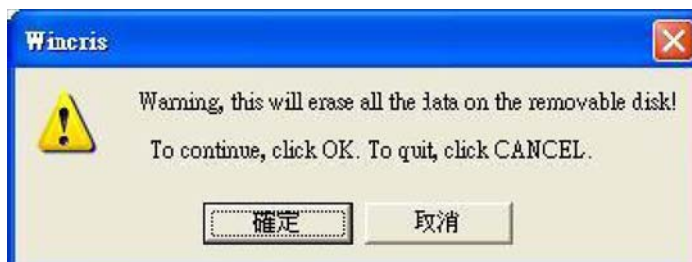 Wincris
Warning, this will erase all the data on the removable disk!
To continue, click OK. To quit, click CANCEL.
確定 取消